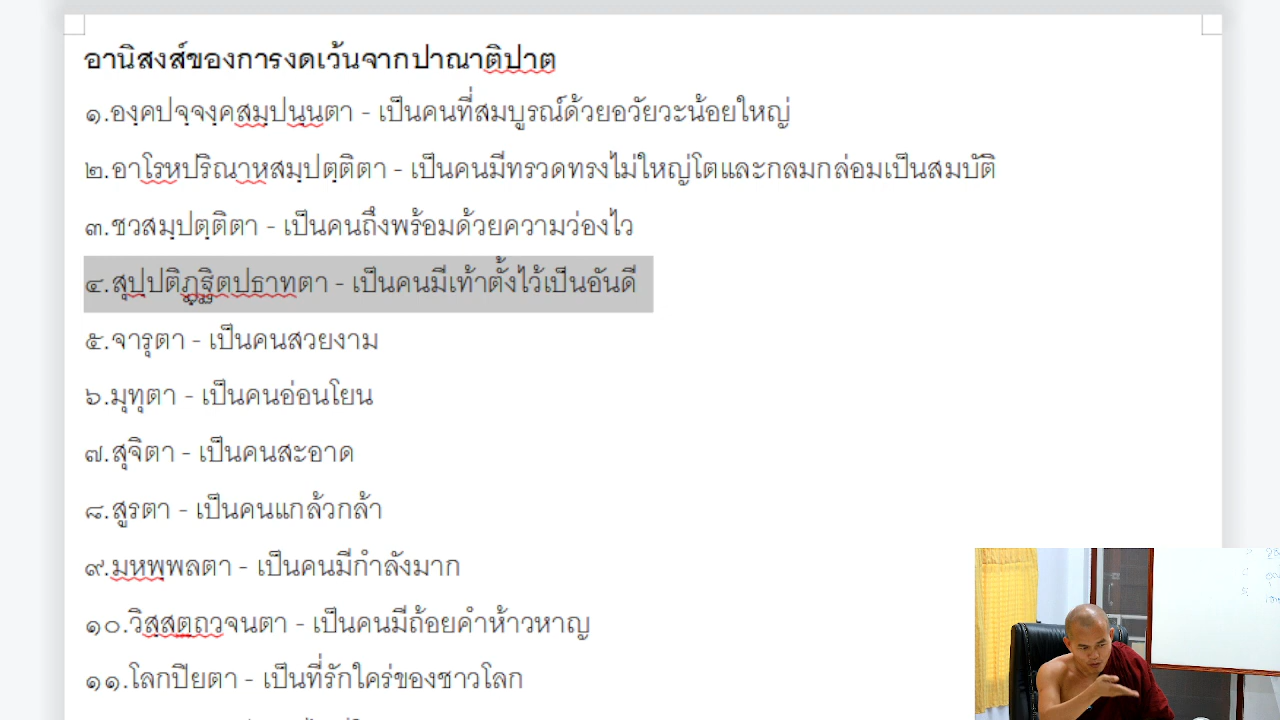 อานิสงส์ของการงดเว้นจากปาณาติปาต
๑.องฺคปจฺจงฺคสมฺปนฺนตา - เป็นคนที่สมบูรณ์ด้วยอวัยวะน้อยใหญ่
๒.อาโรหปริณาหสมฺปตฺติตา - เป็นคนมีทรวดทรงไม่ใหญ่โตและกลมกล่อมเป็นสมบัติ
๓.ชวสมฺปตฺติตา - เป็นคนถึงพร้อมด้วยความว่องไว
๔.สุปฺปติฏฺฐิตปธาทตา - เป็นคนมีเท้าตั้งไว้เป็นอันดี
๕.จารุตา - เป็นคนสวยงาม
๖.มุทุตา - เป็นคนอ่อนโยน
๗.สุจิตา - เป็นคนสะอาด
๘.สูรตา - เป็นคนแกล้วกล้า
๙.มหพฺพลตา - เป็นคนมีกำลังมาก
๑๐.วิสฺสตฺถวจนตา - เป็นคนมีถ้อยคำห้าวหาญ
๑๑.โลกปิยตา - เป็นที่รักใคร่ของชาวโลก